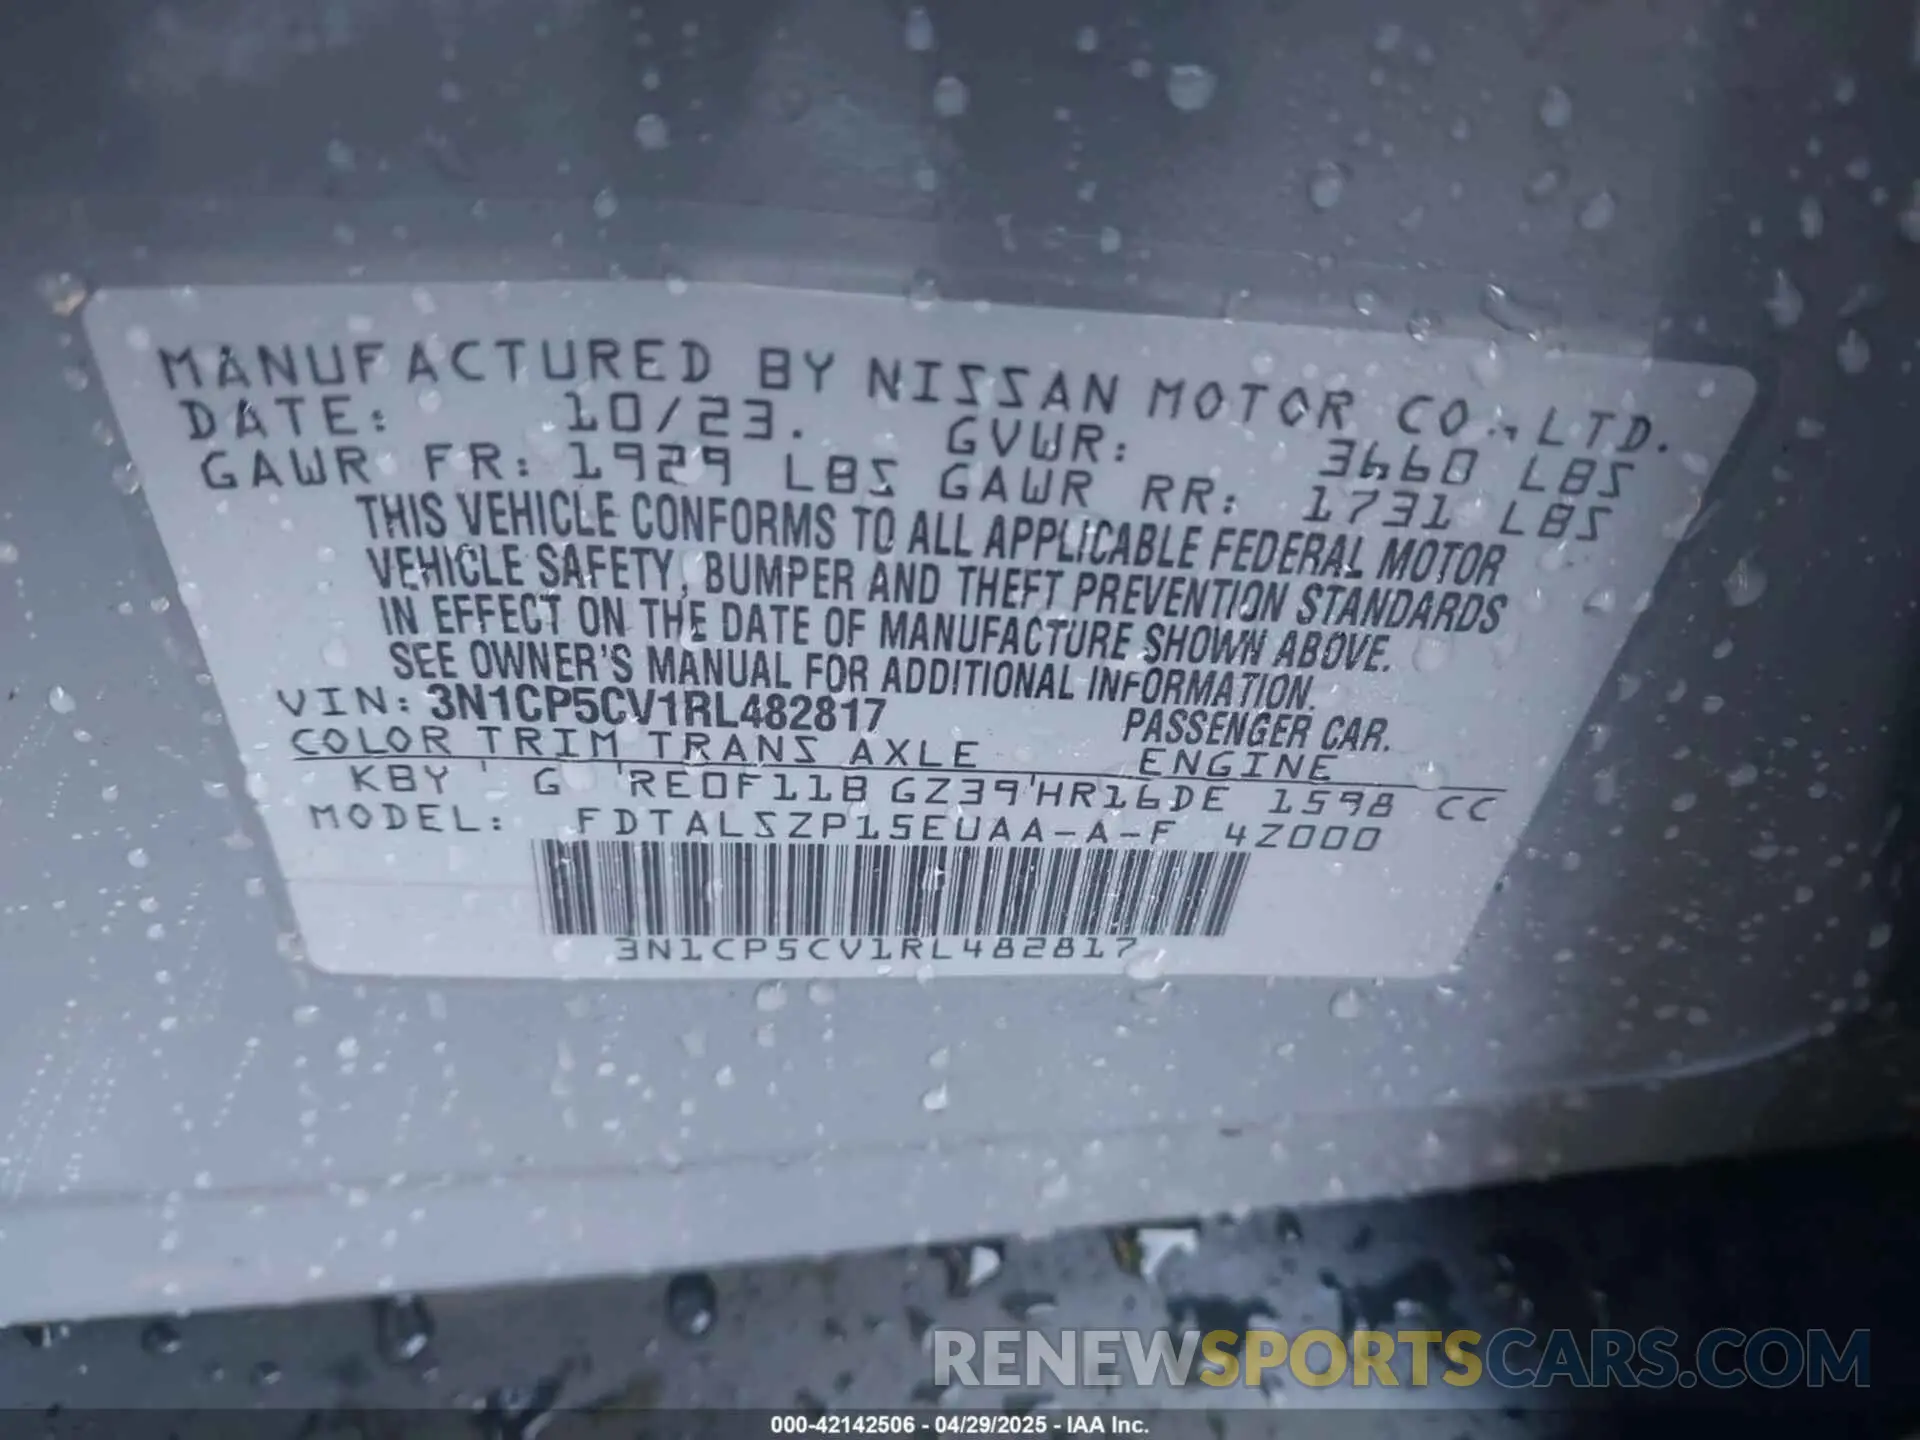 MANUFACTURED BY NISSAN MOTOR CO.,LTD.
DATE: 10/23. GVWR: 3660 LBS
GAWR FR: 1929 LBS GAWR RR: 1731 LBS
THIS VEHICLE CONFORMS TO ALL APPLICABLE FEDERAL MOTOR
VEHICLE SAFETY, BUMPER AND THEFT PREVENTION STANDARDS
IN EFFECT ON THE DATE OF MANUFACTURE SHOWN ABOVE.
SEE OWNER'S MANUAL FOR ADDITIONAL INFORMATION.
VIN: 3N1CP5CV1RL482817 PASSENGER CAR.
COLOR TRIM TRANS AXLE ENGINE
KBY ' G 'RE0F11B GZ39'HR16DE 1598 CC
MODEL: FDTALSZP15EUAA-A-F 4Z000
3N1CP5CV1RL482817
RENEWSPORTSCARS.COM
000-42142506 - 04/29/2025 - IAA Inc.